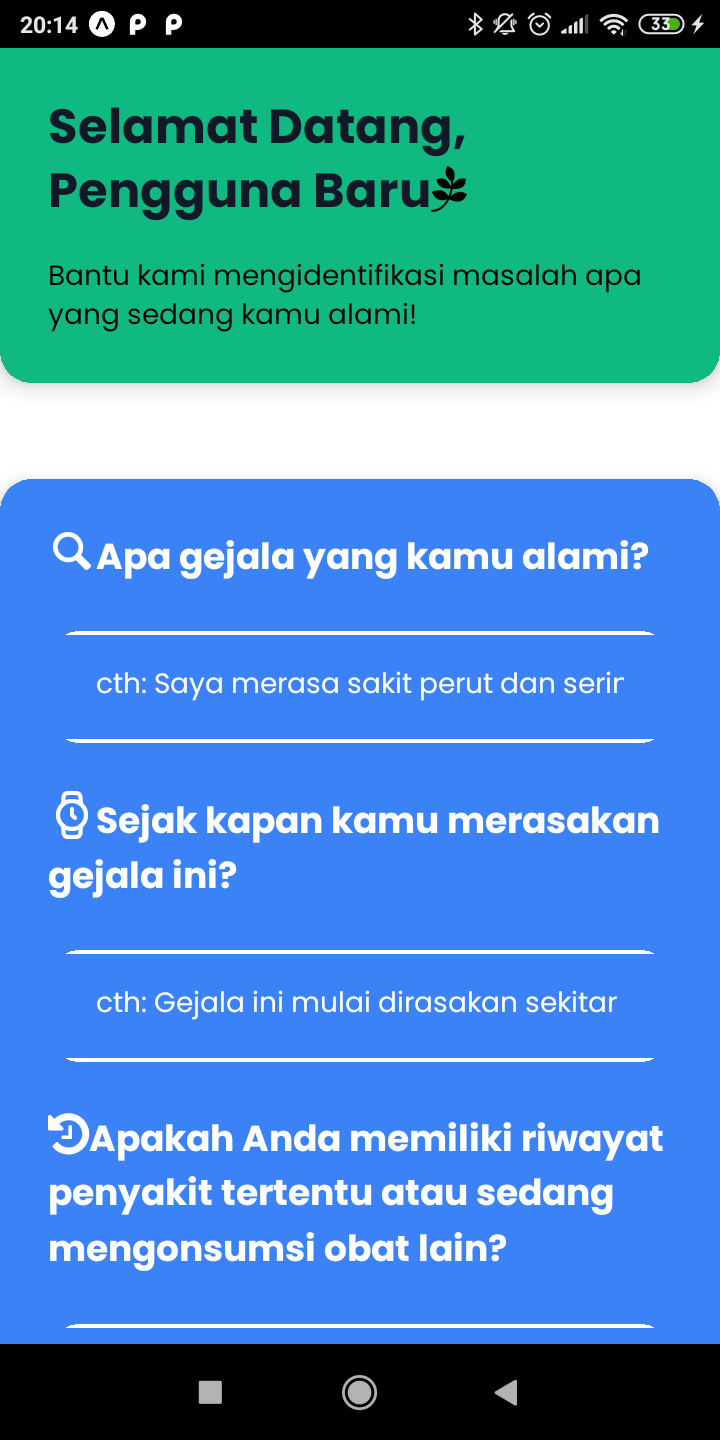 20:14
33
Selamat Datang,
Pengguna Baru
Bantu kami mengidentifikasi masalah apa
yang sedang kamu alami!
Apa gejala yang kamu alami?
cth: Saya merasa sakit perut dan serin
Sejak kapan kamu merasakan
gejala ini?
cth: Gejala ini mulai dirasakan sekitar
Apakah Anda memiliki riwayat
penyakit tertentu atau sedang
mengonsumsi obat lain?